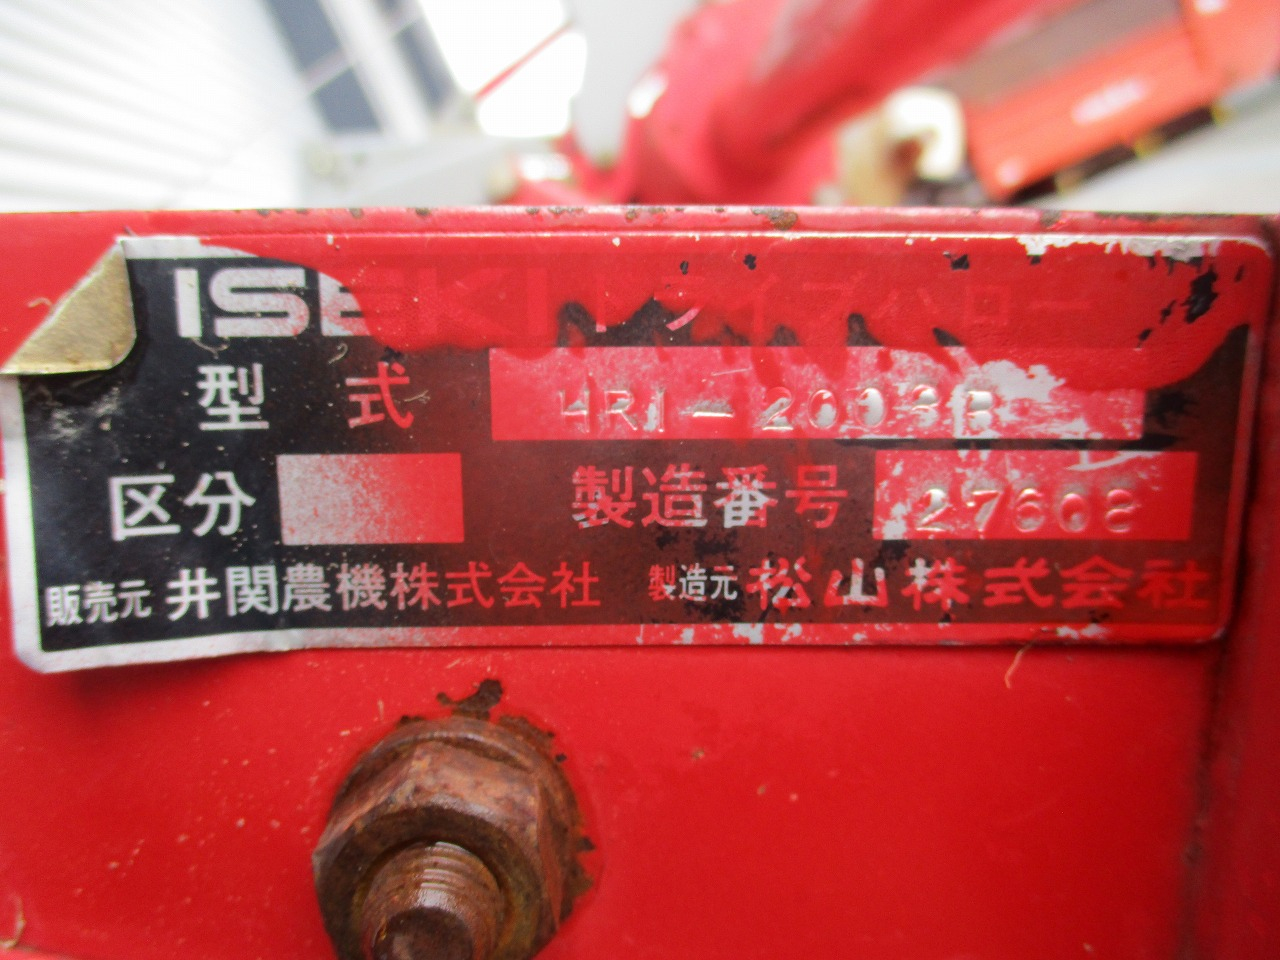 ISEKI ドライブハロー
型式 HR1-2003B
区分 製造番号 27608
販売元 井関農機株式会社 製造元 松山株式会社